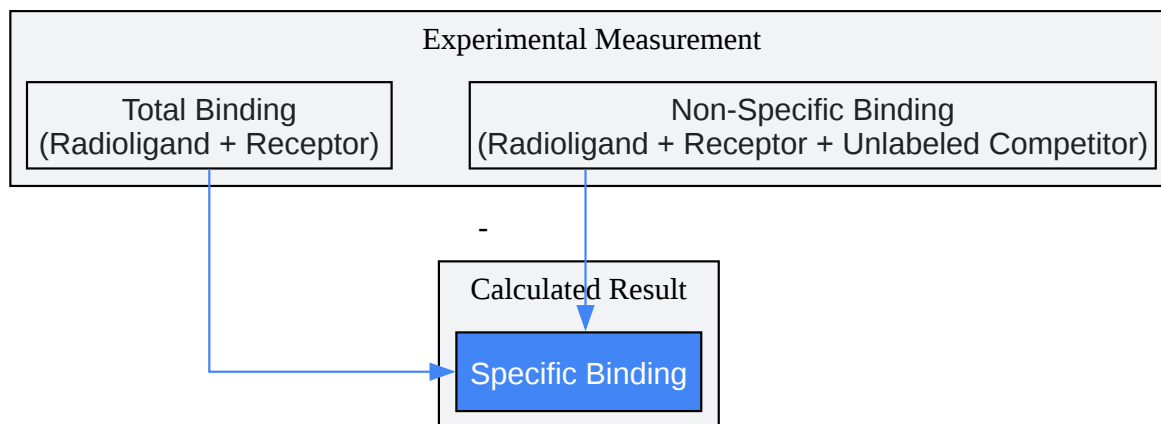 Experimental Measurement
Total Binding
(Radioligand + Receptor)
Non-Specific Binding
(Radioligand + Receptor + Unlabeled Competitor)
-
Calculated Result
Specific Binding